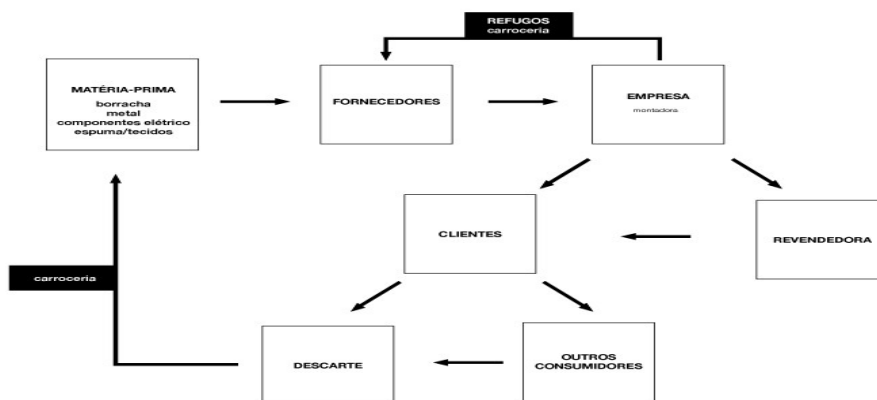 REFUGOS
carroceria
MATÉRIA-PRIMA
borracha
metal
componentes elétrico
espuma/tecidos
FORNECEDORES
EMPRESA
montadora
CLIENTES
REVENDEDORA
carroceria
DESCARTE
OUTROS
CONSUMIDORES